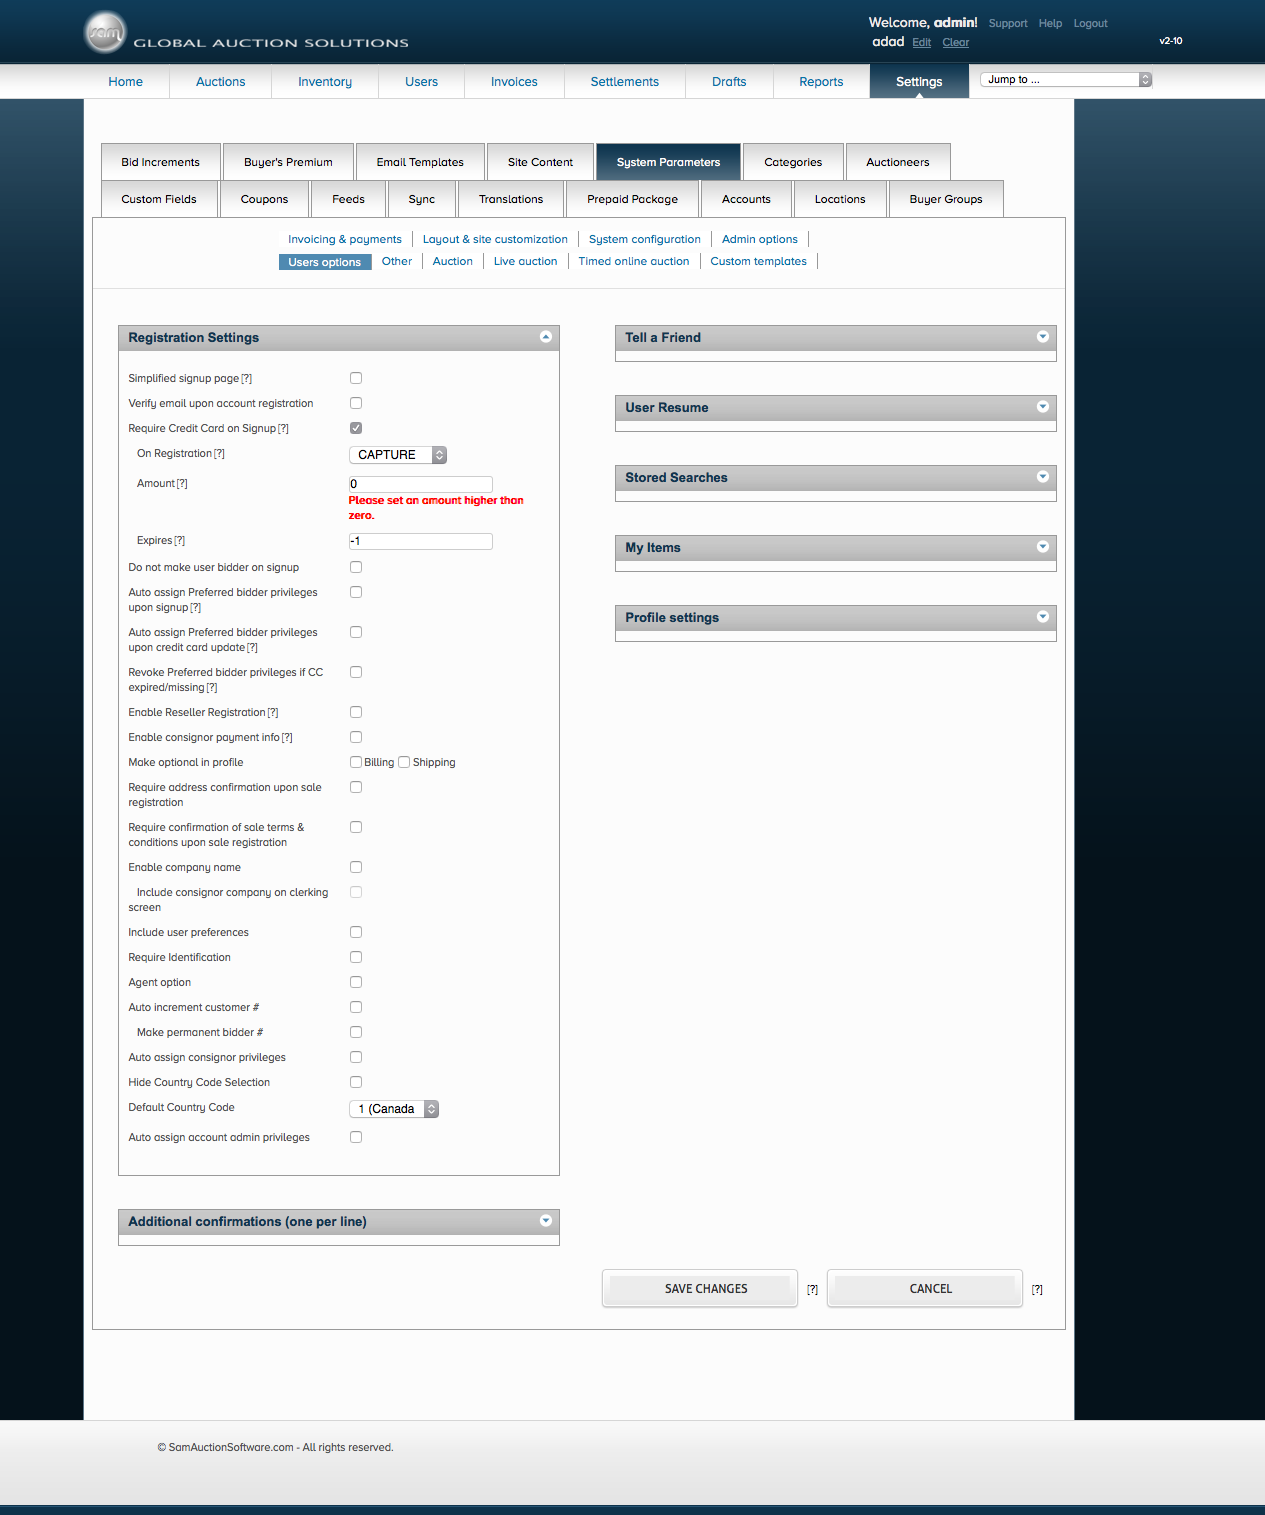 sam GLOBAL AUCTION SOLUTIONS
Welcome, admin! Support Help Logout
adad Edit Clear
v2-10
Home Auctions Inventory Users Invoices Settlements Drafts Reports Settings Jump to ...
Bid Increments Buyer's Premium Email Templates Site Content System Parameters Categories Auctioneers
Custom Fields Coupons Feeds Sync Translations Prepaid Package Accounts Locations Buyer Groups
Invoicing & payments Layout & site customization System configuration Admin options
Users options Other Auction Live auction Timed online auction Custom templates
Registration Settings
Simplified signup page [?]
Verify email upon account registration
Require Credit Card on Signup [?]
On Registration [?] CAPTURE
Amount [?] 0
Please set an amount higher than
zero.
Expires [?] -1
Do not make user bidder on signup
Auto assign Preferred bidder privileges
upon signup [?]
Auto assign Preferred bidder privileges
upon credit card update [?]
Revoke Preferred bidder privileges if CC
expired/missing [?]
Enable Reseller Registration [?]
Enable consignor payment info [?]
Make optional in profile Billing Shipping
Require address confirmation upon sale
registration
Require confirmation of sale terms &
conditions upon sale registration
Enable company name
Include consignor company on clerking
screen
Include user preferences
Require Identification
Agent option
Auto increment customer #
Make permanent bidder #
Auto assign consignor privileges
Hide Country Code Selection
Default Country Code 1 (Canada
Auto assign account admin privileges
Additional confirmations (one per line)
Tell a Friend
User Resume
Stored Searches
My Items
Profile settings
SAVE CHANGES [?] CANCEL [?]
© SamAuctionSoftware.com - All rights reserved.